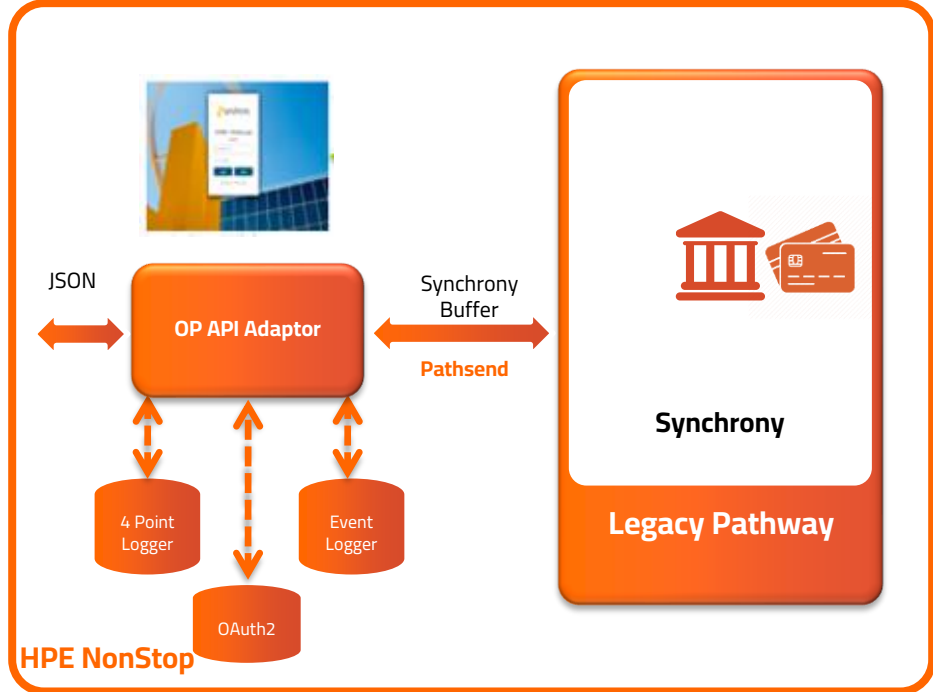 JSON
OP API Adaptor
Synchrony
Buffer
Pathsend
4 Point
Logger
Event
Logger
OAuth2
Synchrony
Legacy Pathway
HPE NonStop